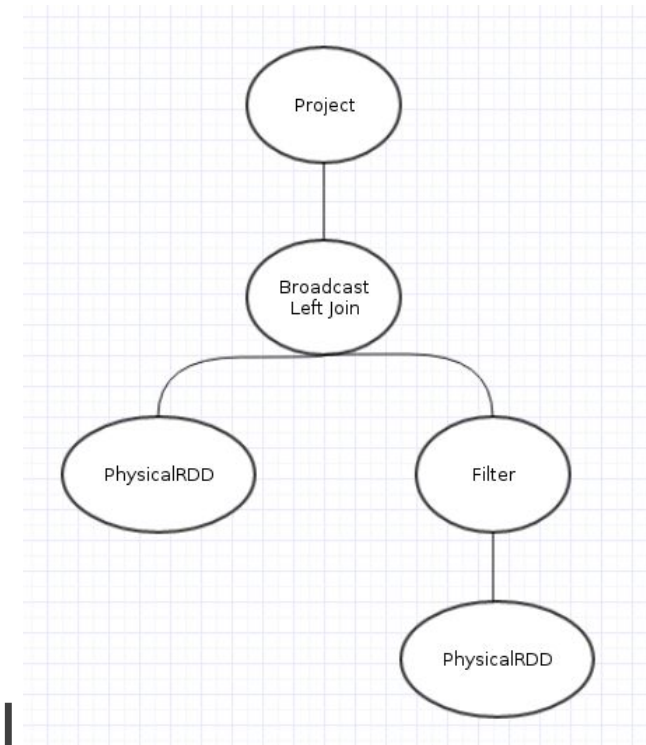 Project
Broadcast
Left Join
PhysicalRDD
Filter
PhysicalRDD